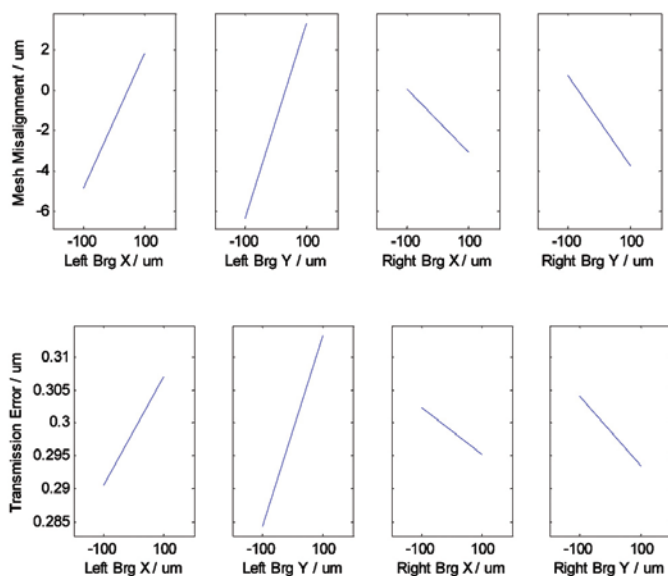 Mesh Misalignment / um
2
0
-2
-4
-6
-100 100
Left Brg X / um
-100 100
Left Brg Y / um
-100 100
Right Brg X / um
-100 100
Right Brg Y / um
Transmission Error / um
0.31
0.305
0.3
0.295
0.29
0.285
-100 100
Left Brg X / um
-100 100
Left Brg Y / um
-100 100
Right Brg X / um
-100 100
Right Brg Y / um